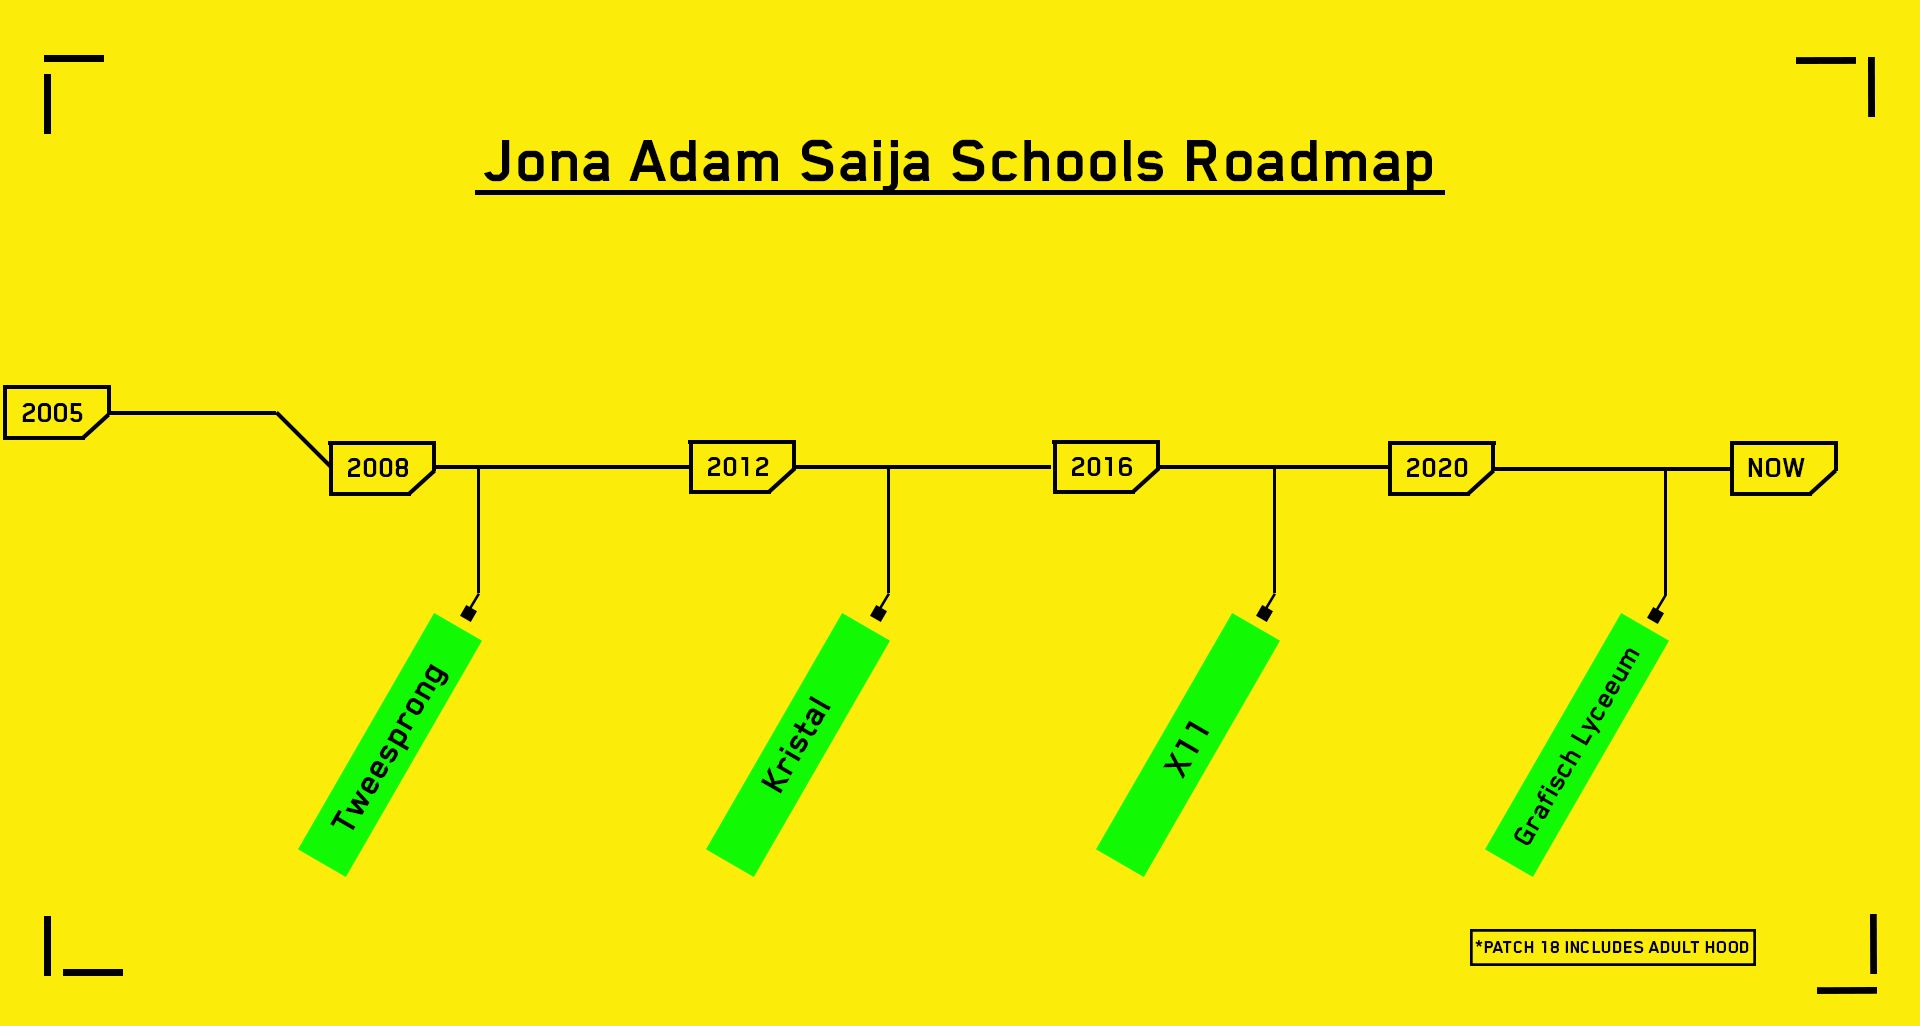 Jona Adam Saija Schools Roadmap
2005
2008
2012
2016
2020
NOW
Tweesprong
Kristal
X11
Grafisch Lyceeum
*PATCH 18 INCLUDES ADULT HOOD